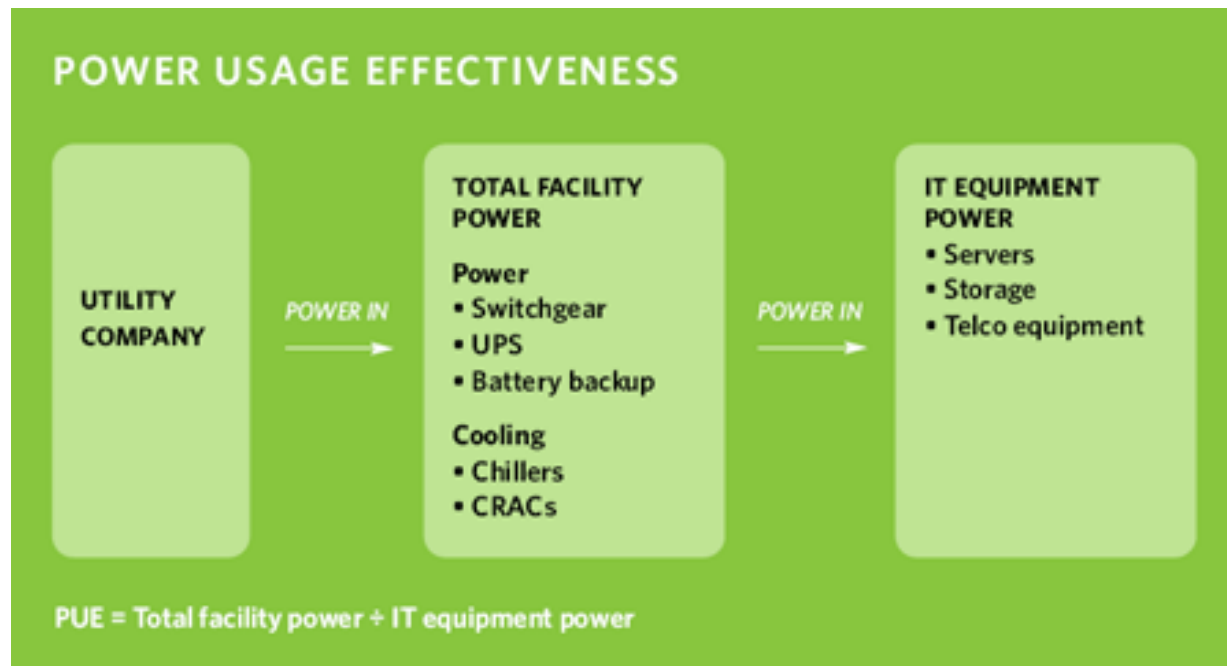 POWER USAGE EFFECTIVENESS
UTILITY
COMPANY
POWER IN
TOTAL FACILITY
POWER
Power
▪ Switchgear
▪ UPS
▪ Battery backup
Cooling
▪ Chillers
▪ CRACs
POWER IN
IT EQUIPMENT
POWER
▪ Servers
▪ Storage
▪ Telco equipment
PUE = Total facility power ÷ IT equipment power